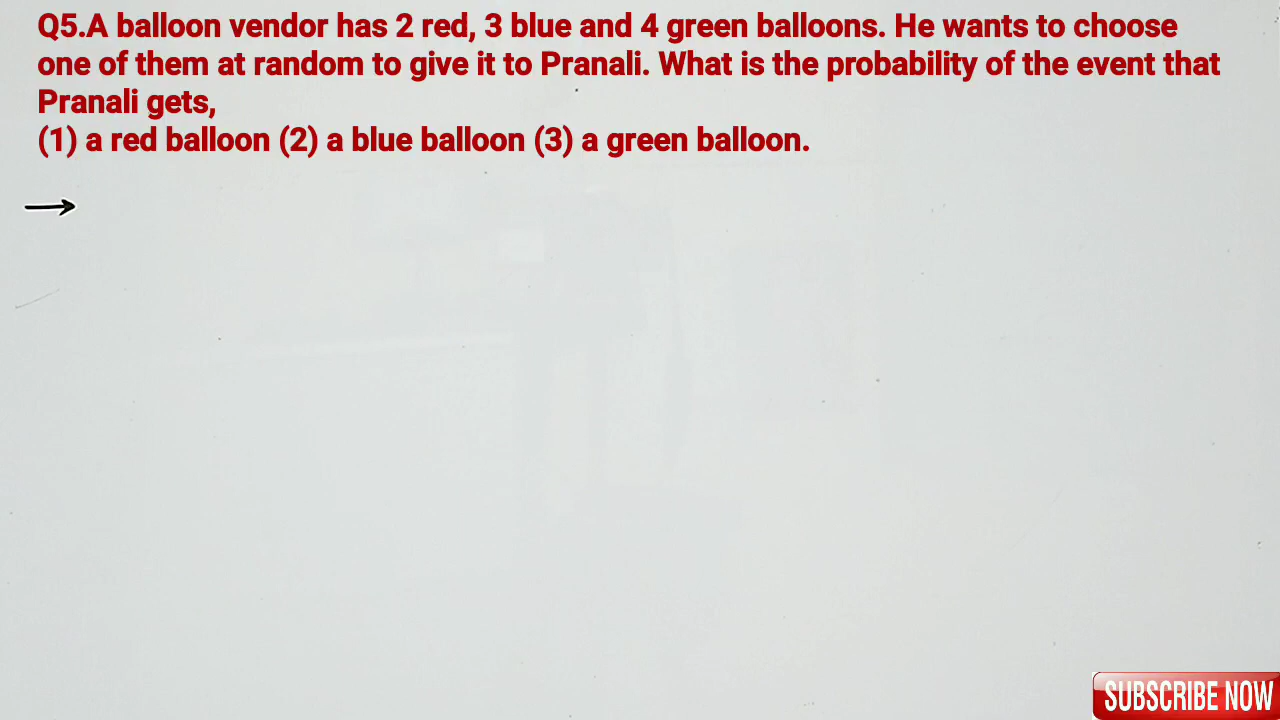 Q5.A balloon vendor has 2 red, 3 blue and 4 green balloons. He wants to choose
one of them at random to give it to Pranali. What is the probability of the event that
Pranali gets,
(1) a red balloon (2) a blue balloon (3) a green balloon.
SUBSCRIBE NOW